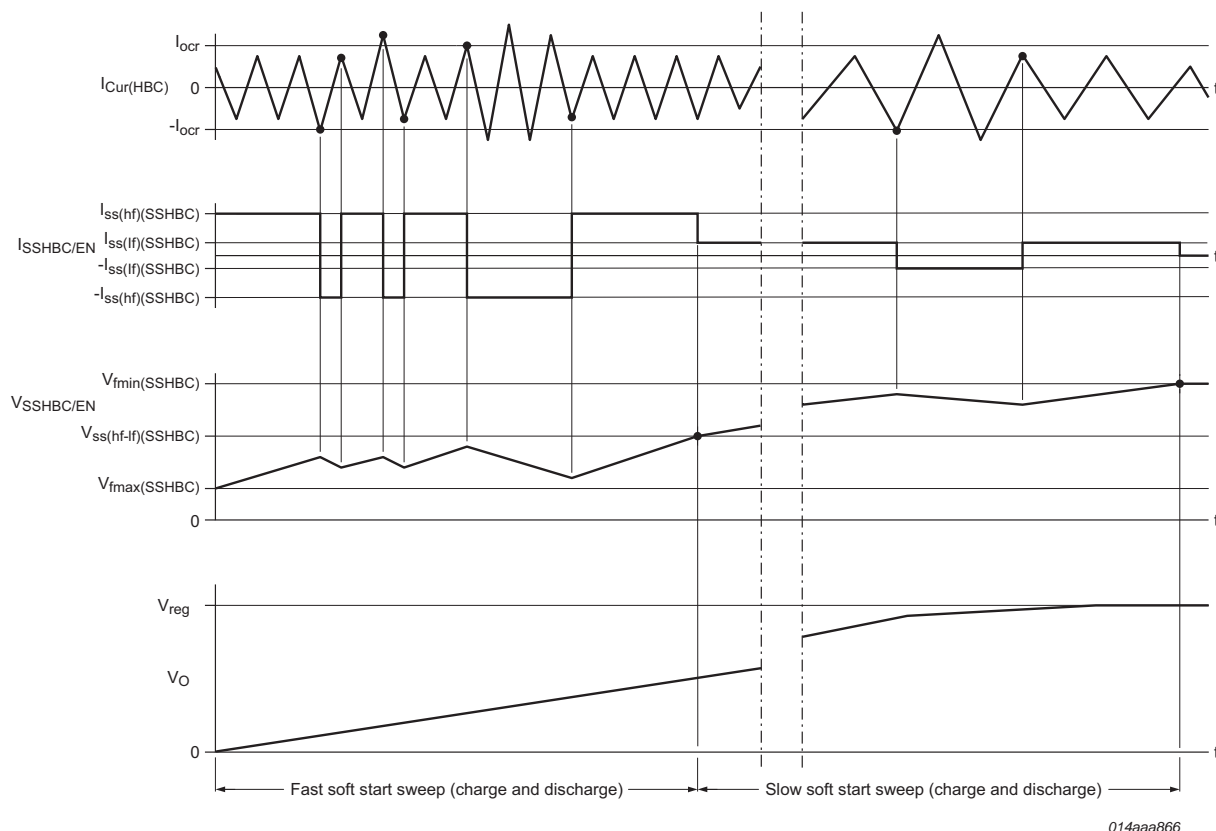 Iocr
ICur(HBC) 0 t
-Iocr
Iss(hf)(SSHBC)
ISSHBC/EN Iss(lf)(SSHBC)
t
-Iss(lf)(SSHBC)
-Iss(hf)(SSHBC)
Vfmin(SSHBC)
VSSHBC/EN
Vss(hf-lf)(SSHBC)
Vfmax(SSHBC)
0 t
Vreg
VO
0 t
Fast soft start sweep (charge and discharge) Slow soft start sweep (charge and discharge)
014aaa866